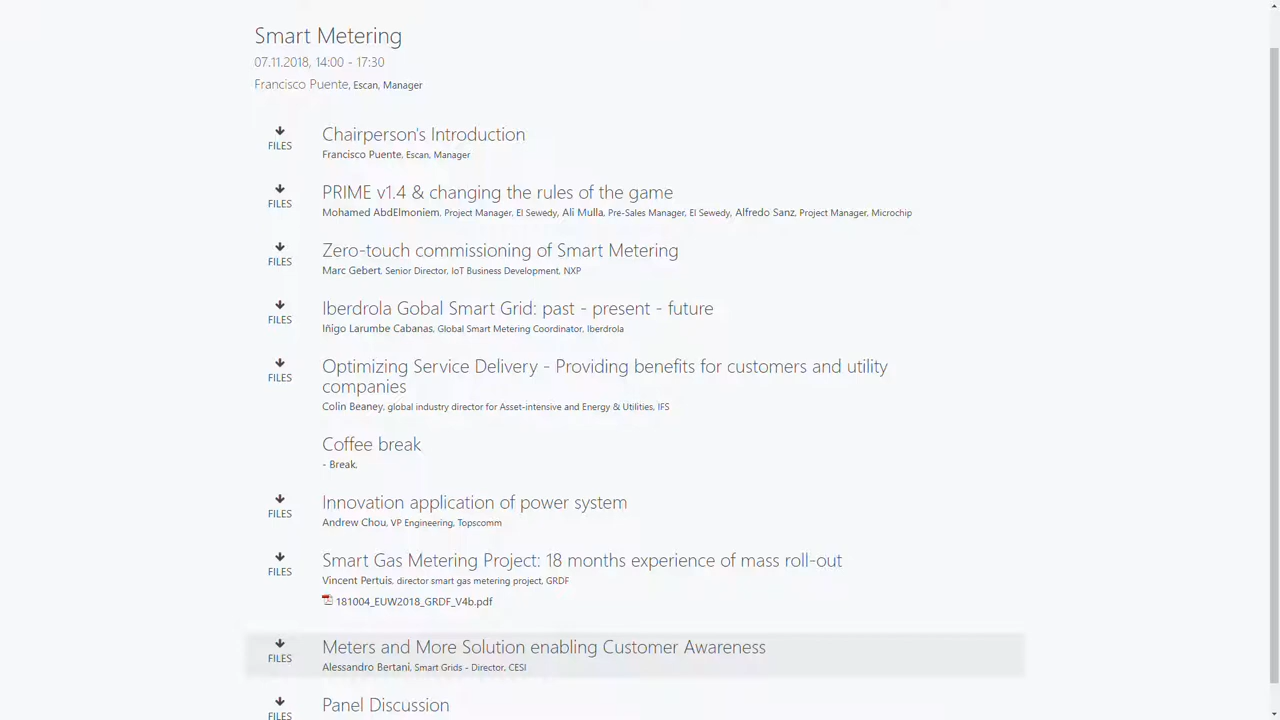 Smart Metering
07.11.2018, 14:00 - 17:30
Francisco Puente, Escan, Manager
FILES
Chairperson's Introduction
Francisco Puente, Escan, Manager
FILES
PRIME v1.4 & changing the rules of the game
Mohamed AbdElmoniem, Project Manager, El Sewedy, Ali Mulla, Pre-Sales Manager, El Sewedy, Alfredo Sanz, Project Manager, Microchip
FILES
Zero-touch commissioning of Smart Metering
Marc Gebert, Senior Director, IoT Business Development, NXP
FILES
Iberdrola Gobal Smart Grid: past - present - future
Iñigo Larumbe Cabanas, Global Smart Metering Coordinator, Iberdrola
FILES
Optimizing Service Delivery - Providing benefits for customers and utility
companies
Colin Beaney, global industry director for Asset-intensive and Energy & Utilities, IFS
Coffee break
- Break,
FILES
Innovation application of power system
Andrew Chou, VP Engineering, Topscomm
FILES
Smart Gas Metering Project: 18 months experience of mass roll-out
Vincent Pertuis, director smart gas metering project, GRDF
181004_EUW2018_GRDF_V4b.pdf
FILES
Meters and More Solution enabling Customer Awareness
Alessandro Bertani, Smart Grids - Director, CESI
FILES
Panel Discussion